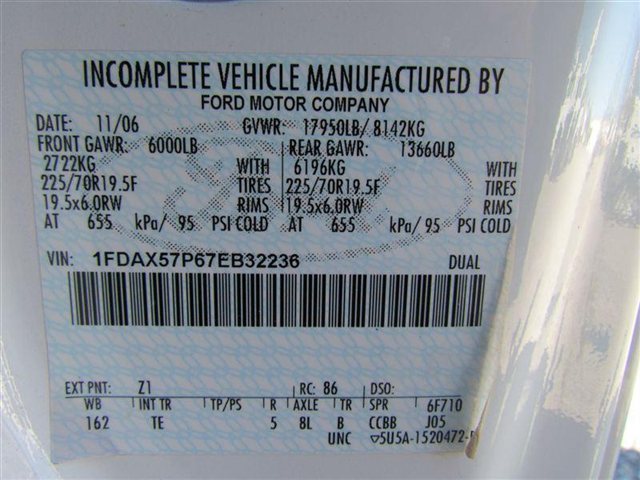 INCOMPLETE VEHICLE MANUFACTURED BY
FORD MOTOR COMPANY
DATE: 11/06 GVWR: 17950LB/ 8142KG
FRONT GAWR: 6000LB REAR GAWR: 13660LB
2722KG WITH 6196KG WITH
225/70R19.5F TIRES 225/70R19.5F TIRES
19.5x6.0RW RIMS 19.5x6.0RW RIMS
AT 655 kPa/ 95 PSI COLD AT 655 kPa/ 95 PSI COLD
VIN: 1FDAX57P67EB32236 DUAL
EXT PNT: Z1 RC: 86 DSO:
WB INT TR TP/PS R AXLE TR SPR 6F710
162 TE 5 8L B CCBB J05
UNC ▽5U5A-1520472-